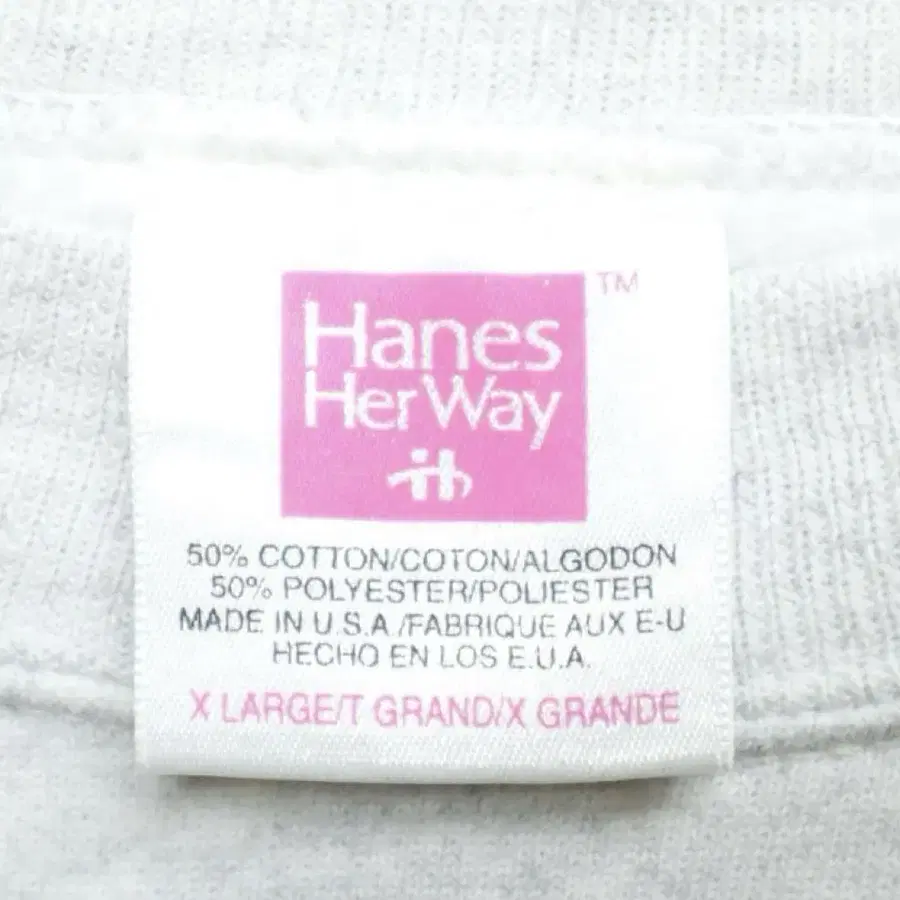 Hanes
Her Way
TM
50% COTTON/COTON/ALGODON
50% POLYESTER/POLIESTER
MADE IN U.S.A./FABRIQUE AUX E-U
HECHO EN LOS E.U.A.
X LARGE/T GRAND/X GRANDE